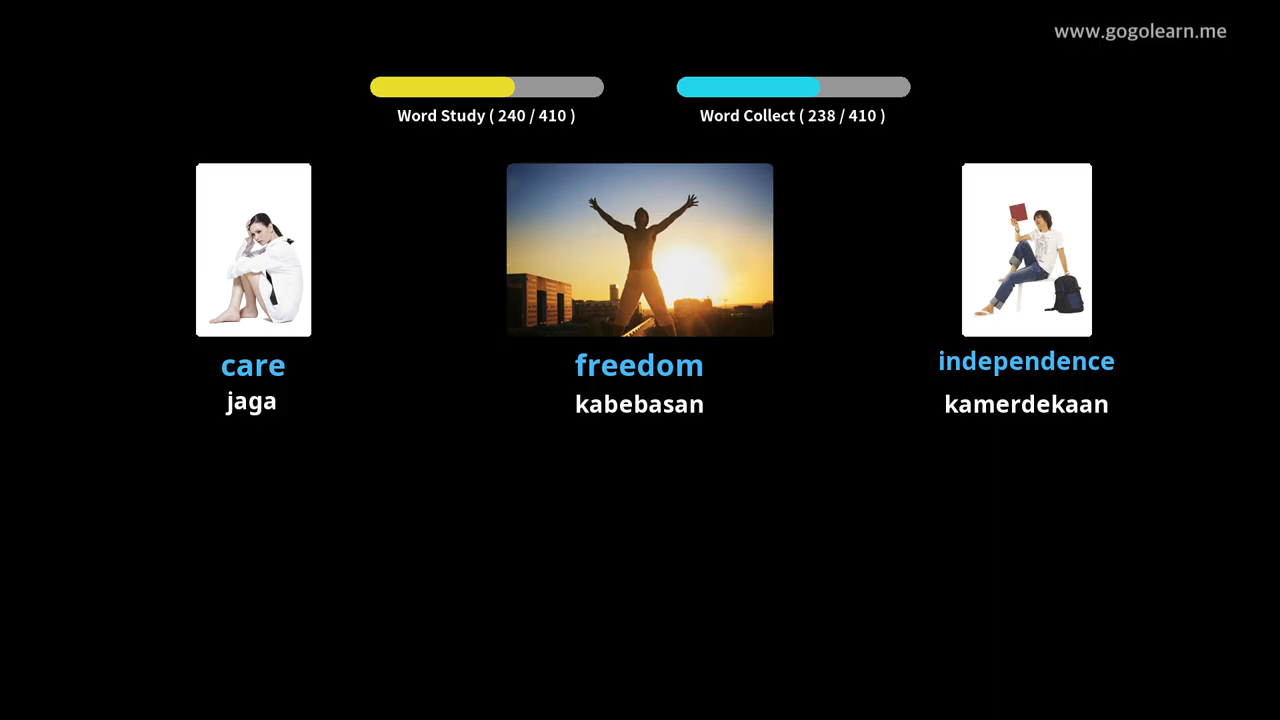 www.gogolearn.me
Word Study ( 240 / 410 )
Word Collect ( 238 / 410 )
care
jaga
freedom
kabebasan
independence
kamerdekaan